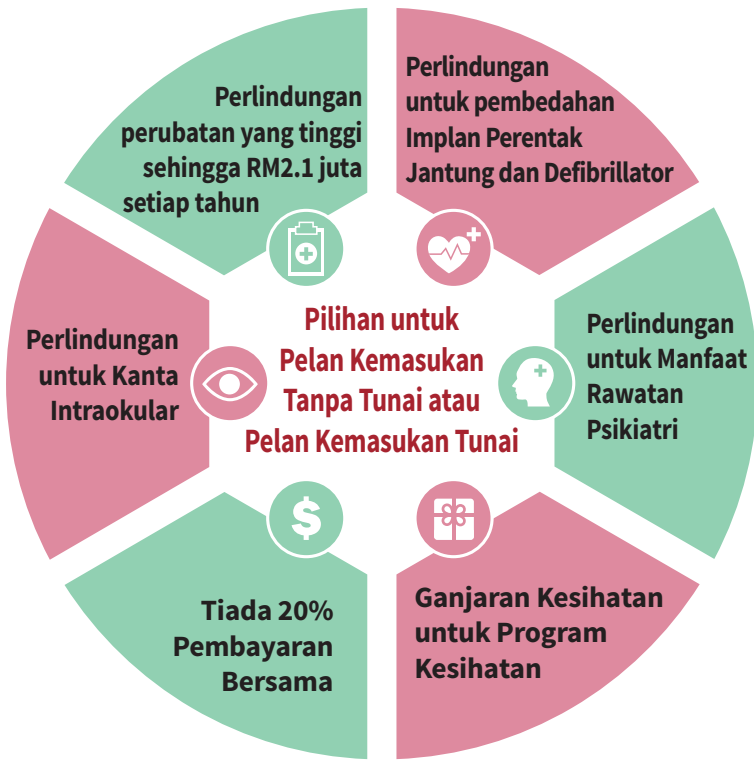 Perlindungan
perubatan yang tinggi
sehingga RM2.1 juta
setiap tahun
Perlindungan
untuk pembedahan
Implan Perentak
Jantung dan Defibrillator
Perlindungan
untuk Kanta
Intraokular
Pilihan untuk
Pelan Kemasukan
Tanpa Tunai atau
Pelan Kemasukan Tunai
Perlindungan
untuk Manfaat
Rawatan
Psikiatri
Tiada 20%
Pembayaran
Bersama
Ganjaran Kesihatan
untuk Program
Kesihatan